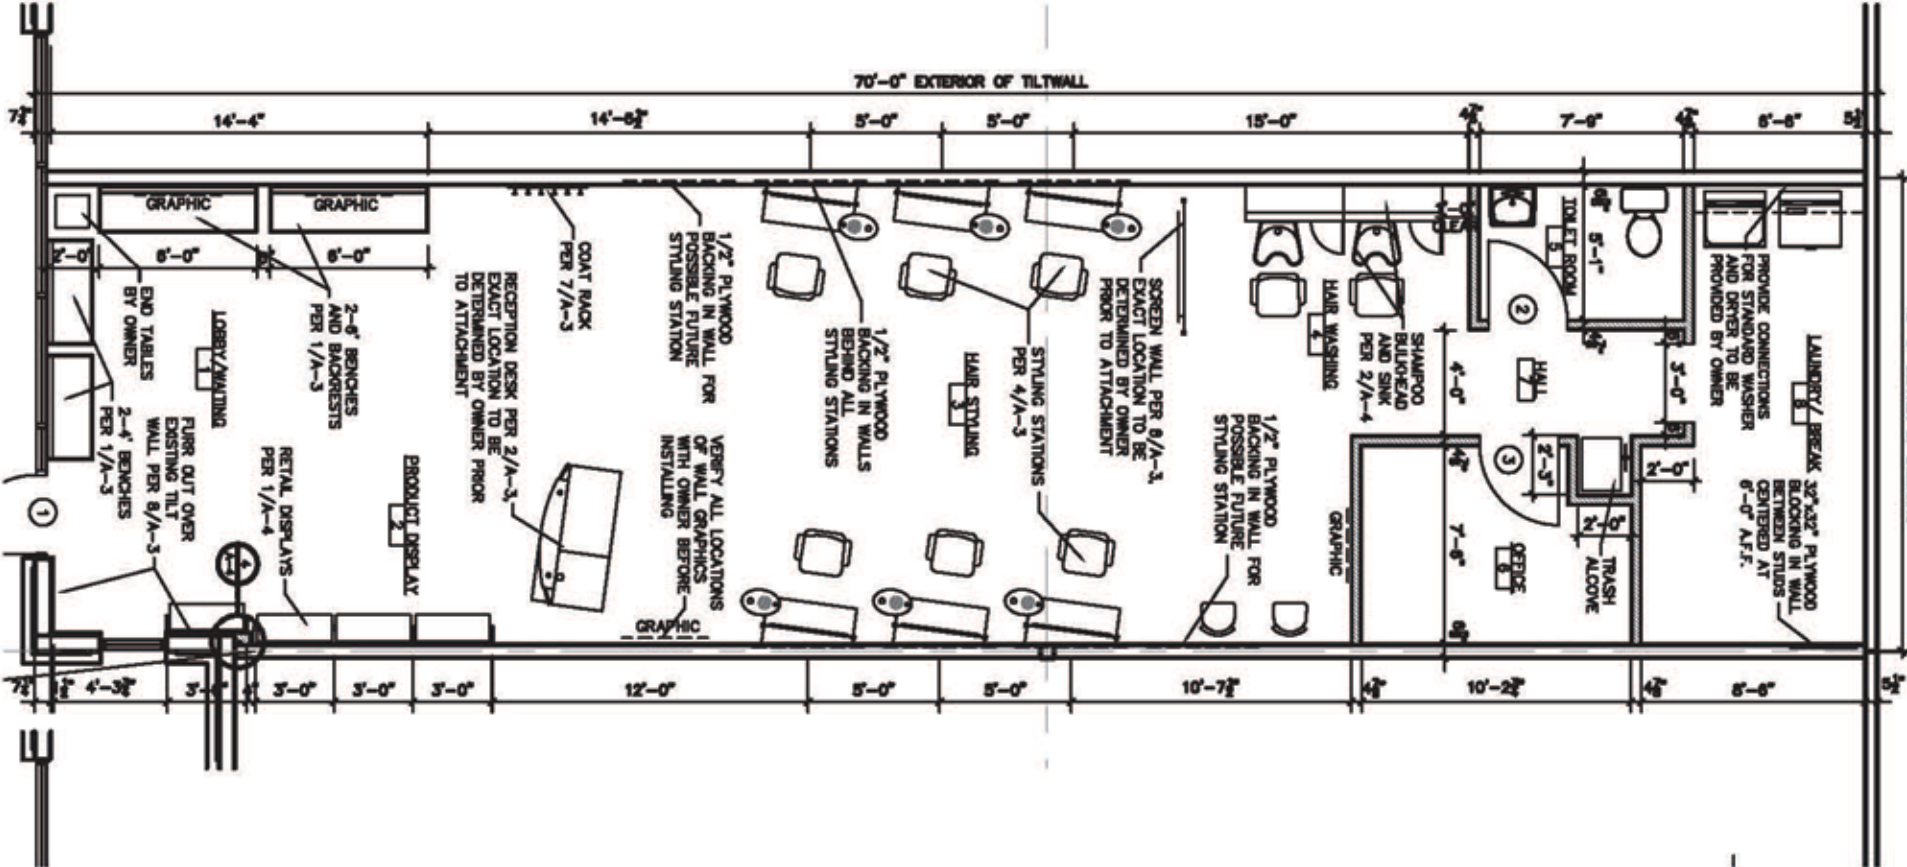 70'-0" EXTERIOR OF TILTWALL
14'-4"
14'-6½"
5'-0"
5'-0"
15'-0"
4⅞"
7'-9"
4⅞"
6'-6"
5½"
GRAPHIC
GRAPHIC
2'-0"
6'-0"
6'-0"
END TABLES
BY OWNER
LOBBY/WAITING
1
2-6' BENCHES
AND BACKRESTS
PER 1/A-3
2-4' BENCHES
PER 1/A-3
FURR OUT OVER
EXISTING TILT
WALL PER 8/A-3
RETAIL DISPLAYS
PER 1/A-4
PRODUCT DISPLAY
2
COAT RACK
PER 7/A-3
RECEPTION DESK PER 2/A-3,
EXACT LOCATION TO BE
DETERMINED BY OWNER PRIOR
TO ATTACHMENT
1/2" PLYWOOD
BACKING IN WALL FOR
POSSIBLE FUTURE
STYLING STATION
VERIFY ALL LOCATIONS
OF WALL GRAPHICS
WITH OWNER BEFORE
INSTALLING
GRAPHIC
1/2" PLYWOOD
BACKING IN WALLS
BEHIND ALL
STYLING STATIONS
HAIR STYLING
3
STYLING STATIONS
PER 4/A-3
SCREEN WALL PER 6/A-3,
EXACT LOCATION TO BE
DETERMINED BY OWNER
PRIOR TO ATTACHMENT
1/2" PLYWOOD
BACKING IN WALL FOR
POSSIBLE FUTURE
STYLING STATION
HAIR WASHING
4
SHAMPOO
BULKHEAD
AND SINK
PER 2/A-4
GRAPHIC
TOILET ROOM
5
5'-1"
2
HALL
7
4'-0"
3'-0"
3
2'-3"
2'-0"
2'-0"
7'-6"
OFFICE
6
TRASH
ALCOVE
PROVIDE CONNECTIONS
FOR STANDARD WASHER
AND DRYER TO BE
PROVIDED BY OWNER
LAUNDRY/ BREAK
8
32"x32" PLYWOOD
BLOCKING IN WALL
BETWEEN STUDS
CENTERED AT
6'-0" A.F.F.
1
3'-0"
3'-0"
3'-0"
12'-0"
5'-0"
5'-0"
10'-7½"
4⅞"
4⅞"
5½"